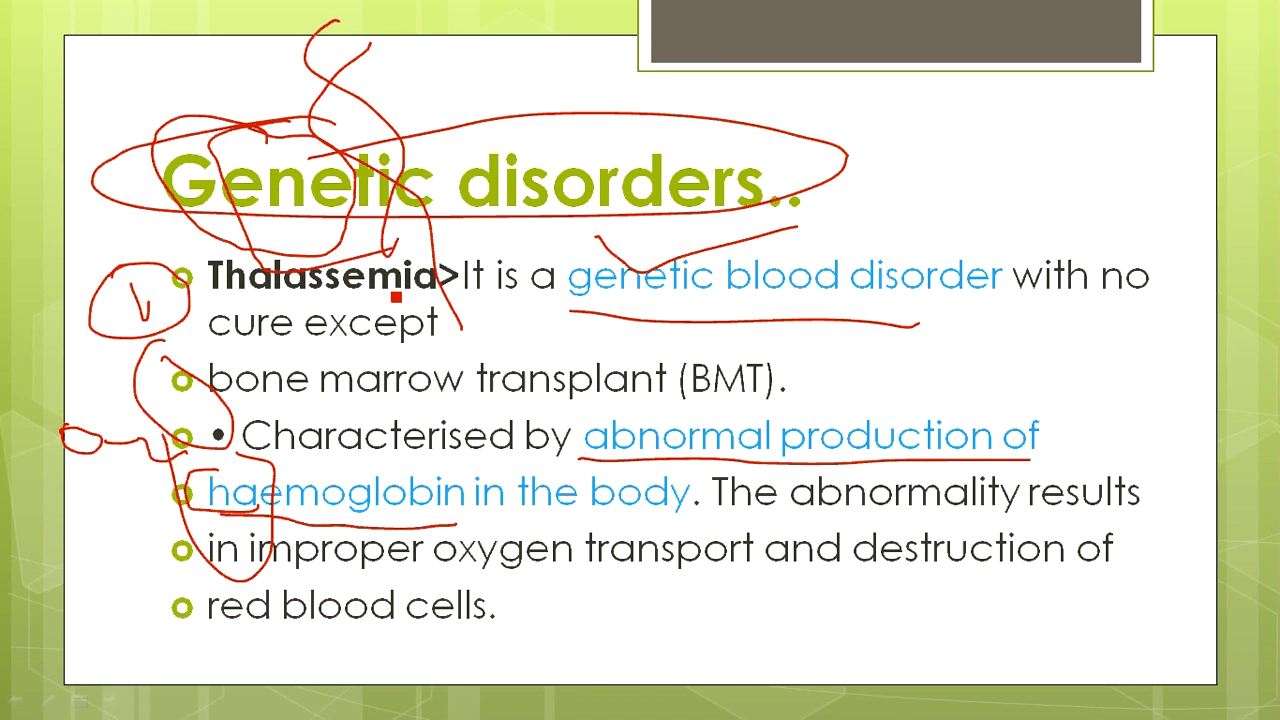 Genetic disorders..
Thalassemia>It is a genetic blood disorder with no
cure except
bone marrow transplant (BMT).
• Characterised by abnormal production of
haemoglobin in the body. The abnormality results
in improper oxygen transport and destruction of
red blood cells.